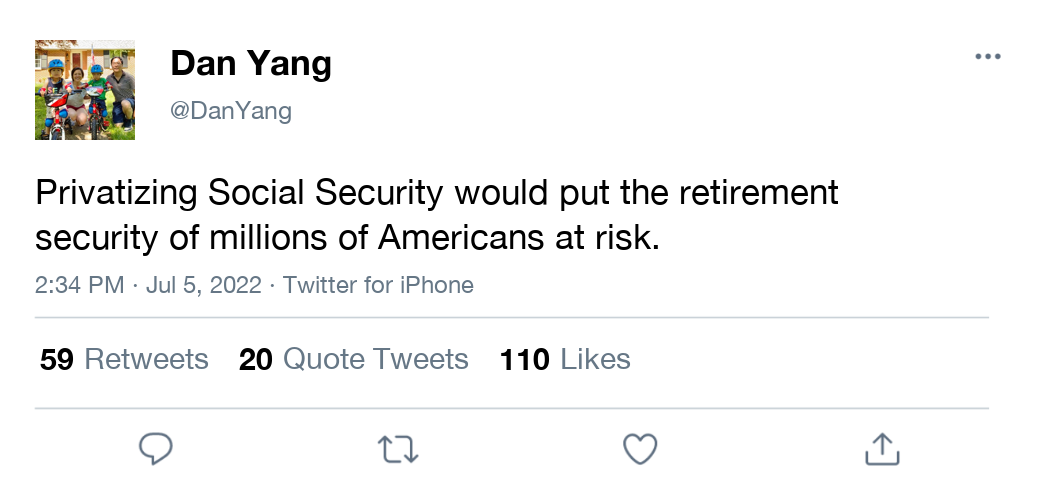 Dan Yang
@DanYang
Privatizing Social Security would put the retirement
security of millions of Americans at risk.
2:34 PM · Jul 5, 2022 · Twitter for iPhone
59 Retweets 20 Quote Tweets 110 Likes